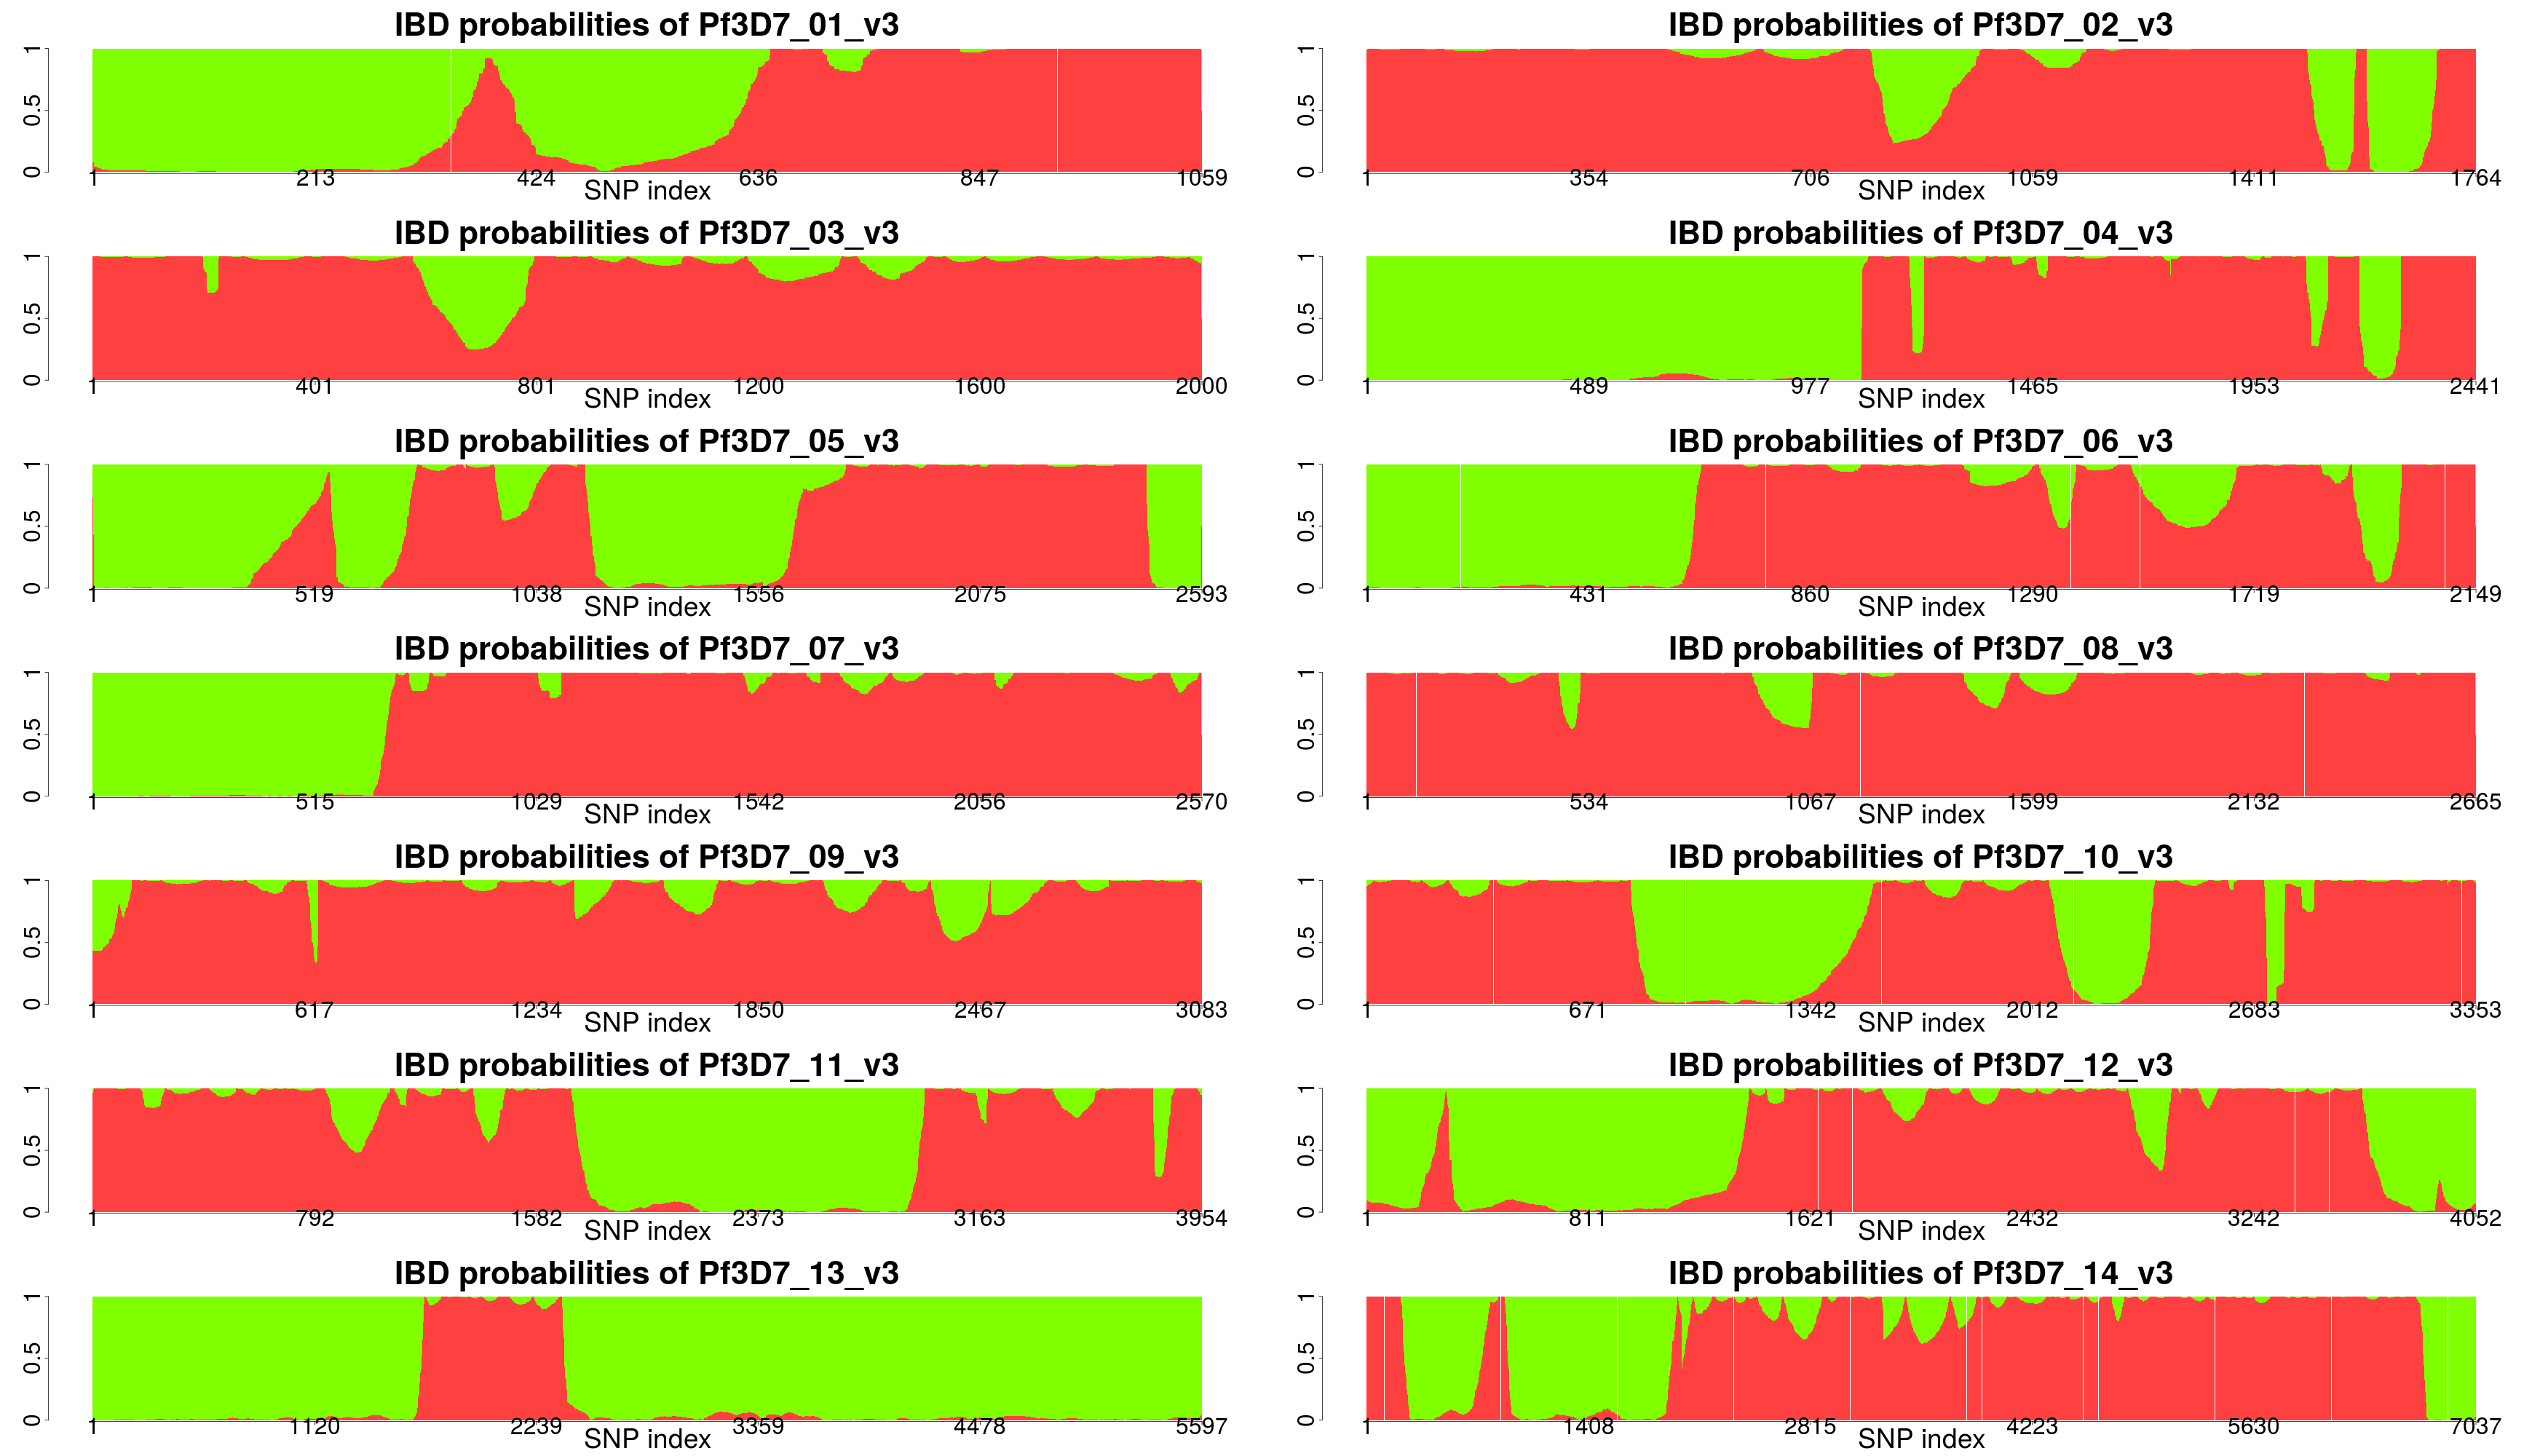 IBD probabilities of Pf3D7_01_v3
0 0.5 1
1 213 424 636 847 1059
SNP index
IBD probabilities of Pf3D7_02_v3
0 0.5 1
1 354 706 1059 1411 1764
SNP index
IBD probabilities of Pf3D7_03_v3
0 0.5 1
1 401 801 1200 1600 2000
SNP index
IBD probabilities of Pf3D7_04_v3
0 0.5 1
1 489 977 1465 1953 2441
SNP index
IBD probabilities of Pf3D7_05_v3
0 0.5 1
1 519 1038 1556 2075 2593
SNP index
IBD probabilities of Pf3D7_06_v3
0 0.5 1
1 431 860 1290 1719 2149
SNP index
IBD probabilities of Pf3D7_07_v3
0 0.5 1
1 515 1029 1542 2056 2570
SNP index
IBD probabilities of Pf3D7_08_v3
0 0.5 1
1 534 1067 1599 2132 2665
SNP index
IBD probabilities of Pf3D7_09_v3
0 0.5 1
1 617 1234 1850 2467 3083
SNP index
IBD probabilities of Pf3D7_10_v3
0 0.5 1
1 671 1342 2012 2683 3353
SNP index
IBD probabilities of Pf3D7_11_v3
0 0.5 1
1 792 1582 2373 3163 3954
SNP index
IBD probabilities of Pf3D7_12_v3
0 0.5 1
1 811 1621 2432 3242 4052
SNP index
IBD probabilities of Pf3D7_13_v3
0 0.5 1
1 1120 2239 3359 4478 5597
SNP index
IBD probabilities of Pf3D7_14_v3
0 0.5 1
1 1408 2815 4223 5630 7037
SNP index